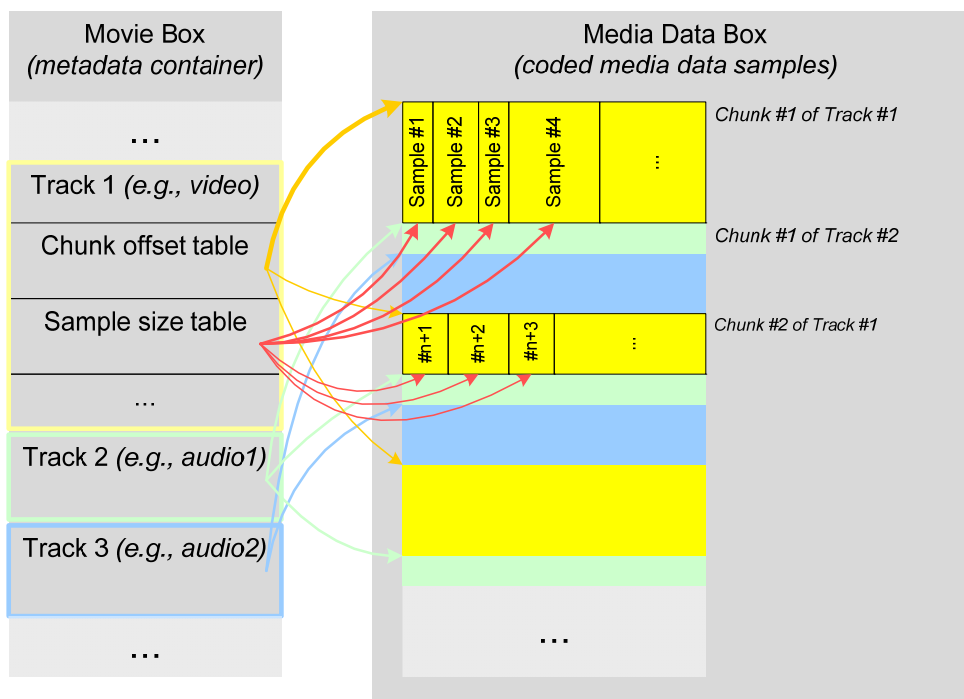 Movie Box
(metadata container)
...
Track 1 (e.g., video)
Chunk offset table
Sample size table
...
Track 2 (e.g., audio1)
Track 3 (e.g., audio2)
...
Media Data Box
(coded media data samples)
Sample #1
Sample #2
Sample #3
Sample #4
...
Chunk #1 of Track #1
Chunk #1 of Track #2
#n+1
#n+2
#n+3
...
Chunk #2 of Track #1
...